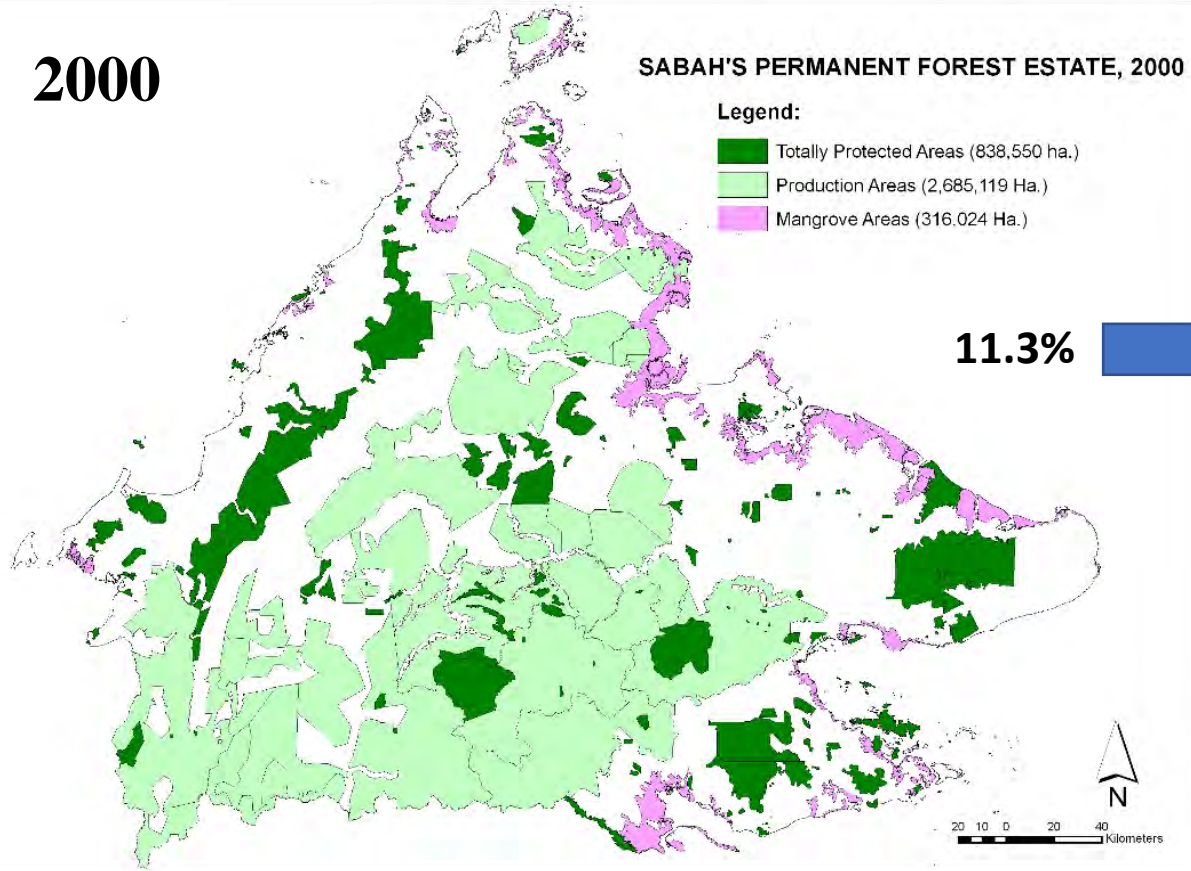 2000
SABAH'S PERMANENT FOREST ESTATE, 2000
Legend:
Totally Protected Areas (838,550 ha.)
Production Areas (2,685,119 Ha.)
Mangrove Areas (316,024 Ha.)
11.3%
N
20 10 0 20 40
Kilometers